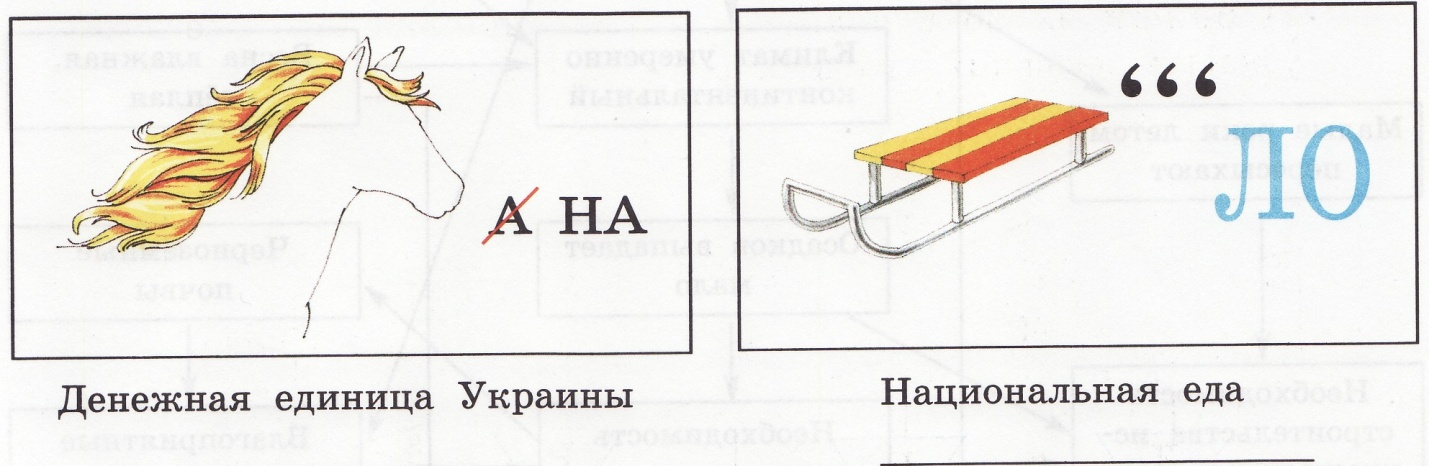 А НА
‘ ‘ ‘
ЛО
Денежная единица Украины
Национальная еда